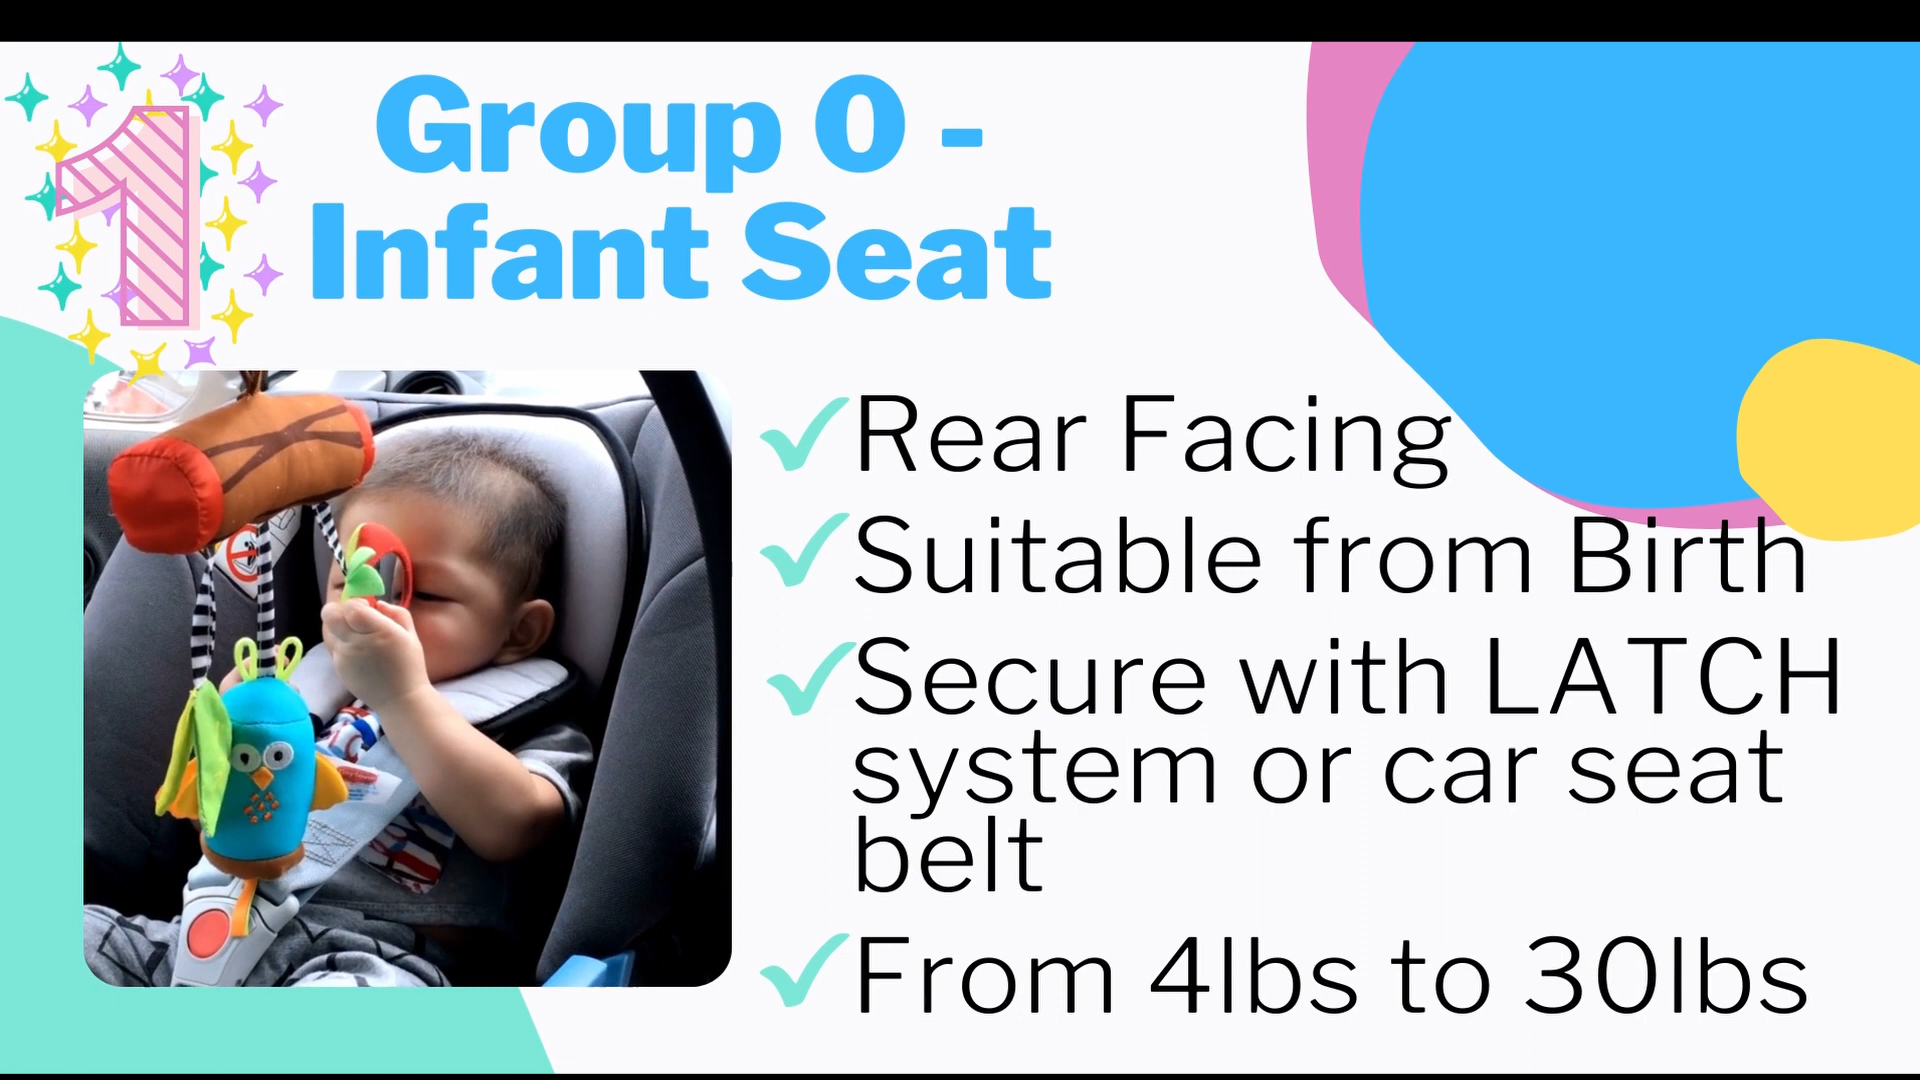 1
Group 0 -
Infant Seat
Rear Facing
Suitable from Birth
Secure with LATCH
system or car seat
belt
From 4lbs to 30lbs